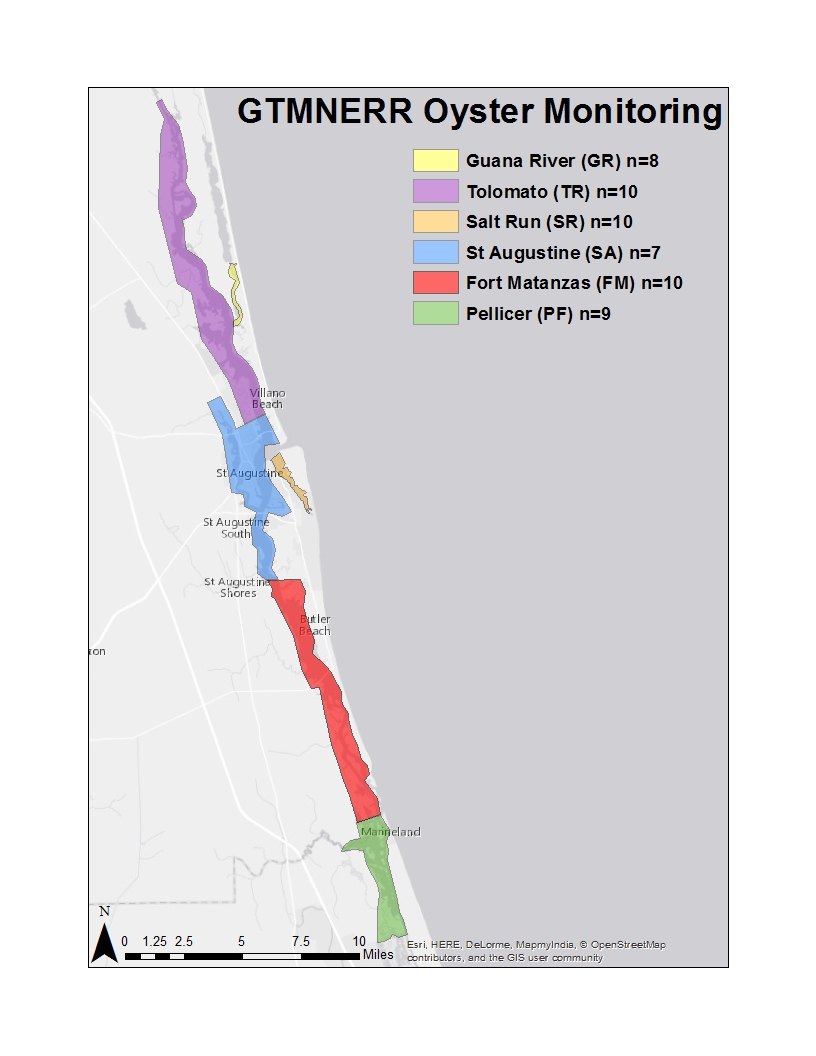 GTMNERR Oyster Monitoring
Guana River (GR) n=8
Tolomato (TR) n=10
Salt Run (SR) n=10
St Augustine (SA) n=7
Fort Matanzas (FM) n=10
Pellicer (PF) n=9
Villano
Beach
St Augustine
St Augustine
South
St Augustine
Shores
Butler
Beach
ton
Marineland
N
0 1.25 2.5 5 7.5 10
Miles
Esri, HERE, DeLorme, MapmyIndia, © OpenStreetMap
contributors, and the GIS user community